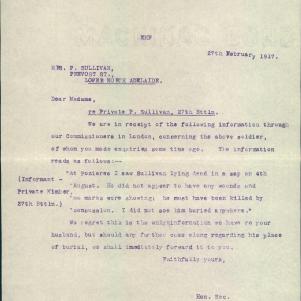 EHF
27th February, 1917.
MRS. P. SULLIVAN,
PREVOST ST.,
LOWER NORTH ADELAIDE.
Dear Madame,
re Private P. Sullivan, 27th Bttln.
We are in receipt of the following information through
our Commissioners in London, concerning the above soldier,
of whom you made enquiries some time ago. The information
reads as follows:--
"At Pozieres I saw Sullivan lying dead in a sap on 4th
(Informant - "August. He did not appear to have any wounds and
Private Nisher, "no marks were showing; he must have been killed by
27th Bttln.) "concussion. I did not see him buried anywhere."
We regret this is the only information we have re your
husband, but should any further come along regarding his place
of burial, we shall immediately forward it to you.
Faithfully yours,
Hon. Sec.